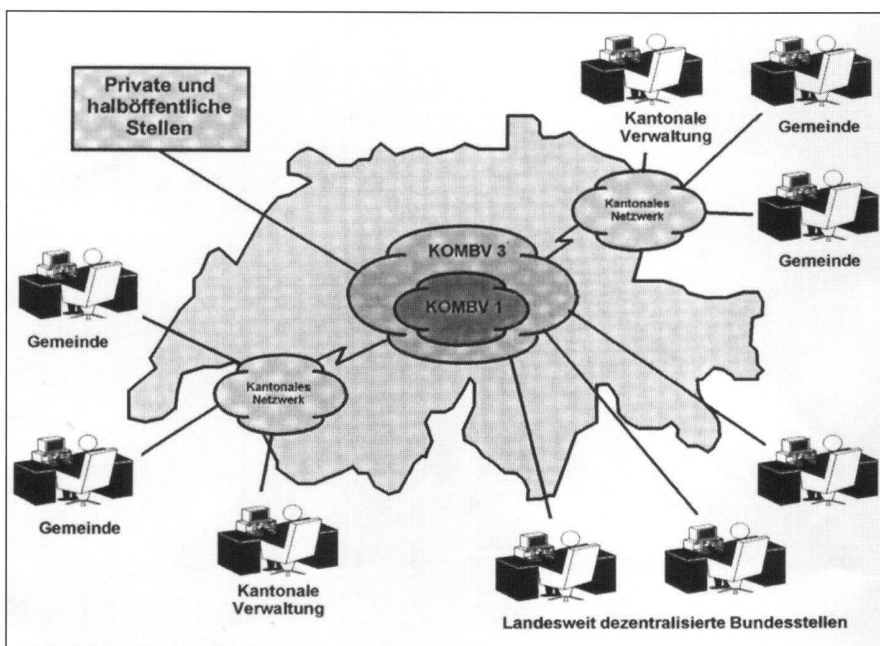 Private und
halböffentliche
Stellen
Kantonale
Verwaltung
Gemeinde
Kantonales
Netzwerk
Gemeinde
KOMBV 3
KOMBV 1
Gemeinde
Kantonales
Netzwerk
Gemeinde
Kantonale
Verwaltung
Landesweit dezentralisierte Bundesstellen